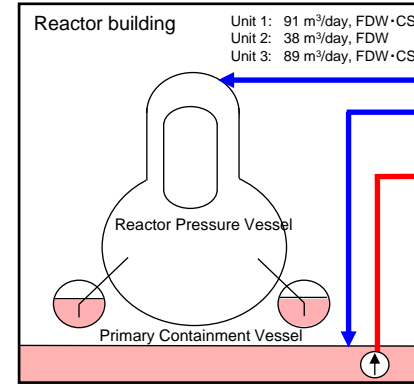 Reactor building
Unit 1: 91 m³/day, FDW･CS
Unit 2: 38 m³/day, FDW
Unit 3: 89 m³/day, FDW･CS
Reactor Pressure Vessel
Primary Containment Vessel